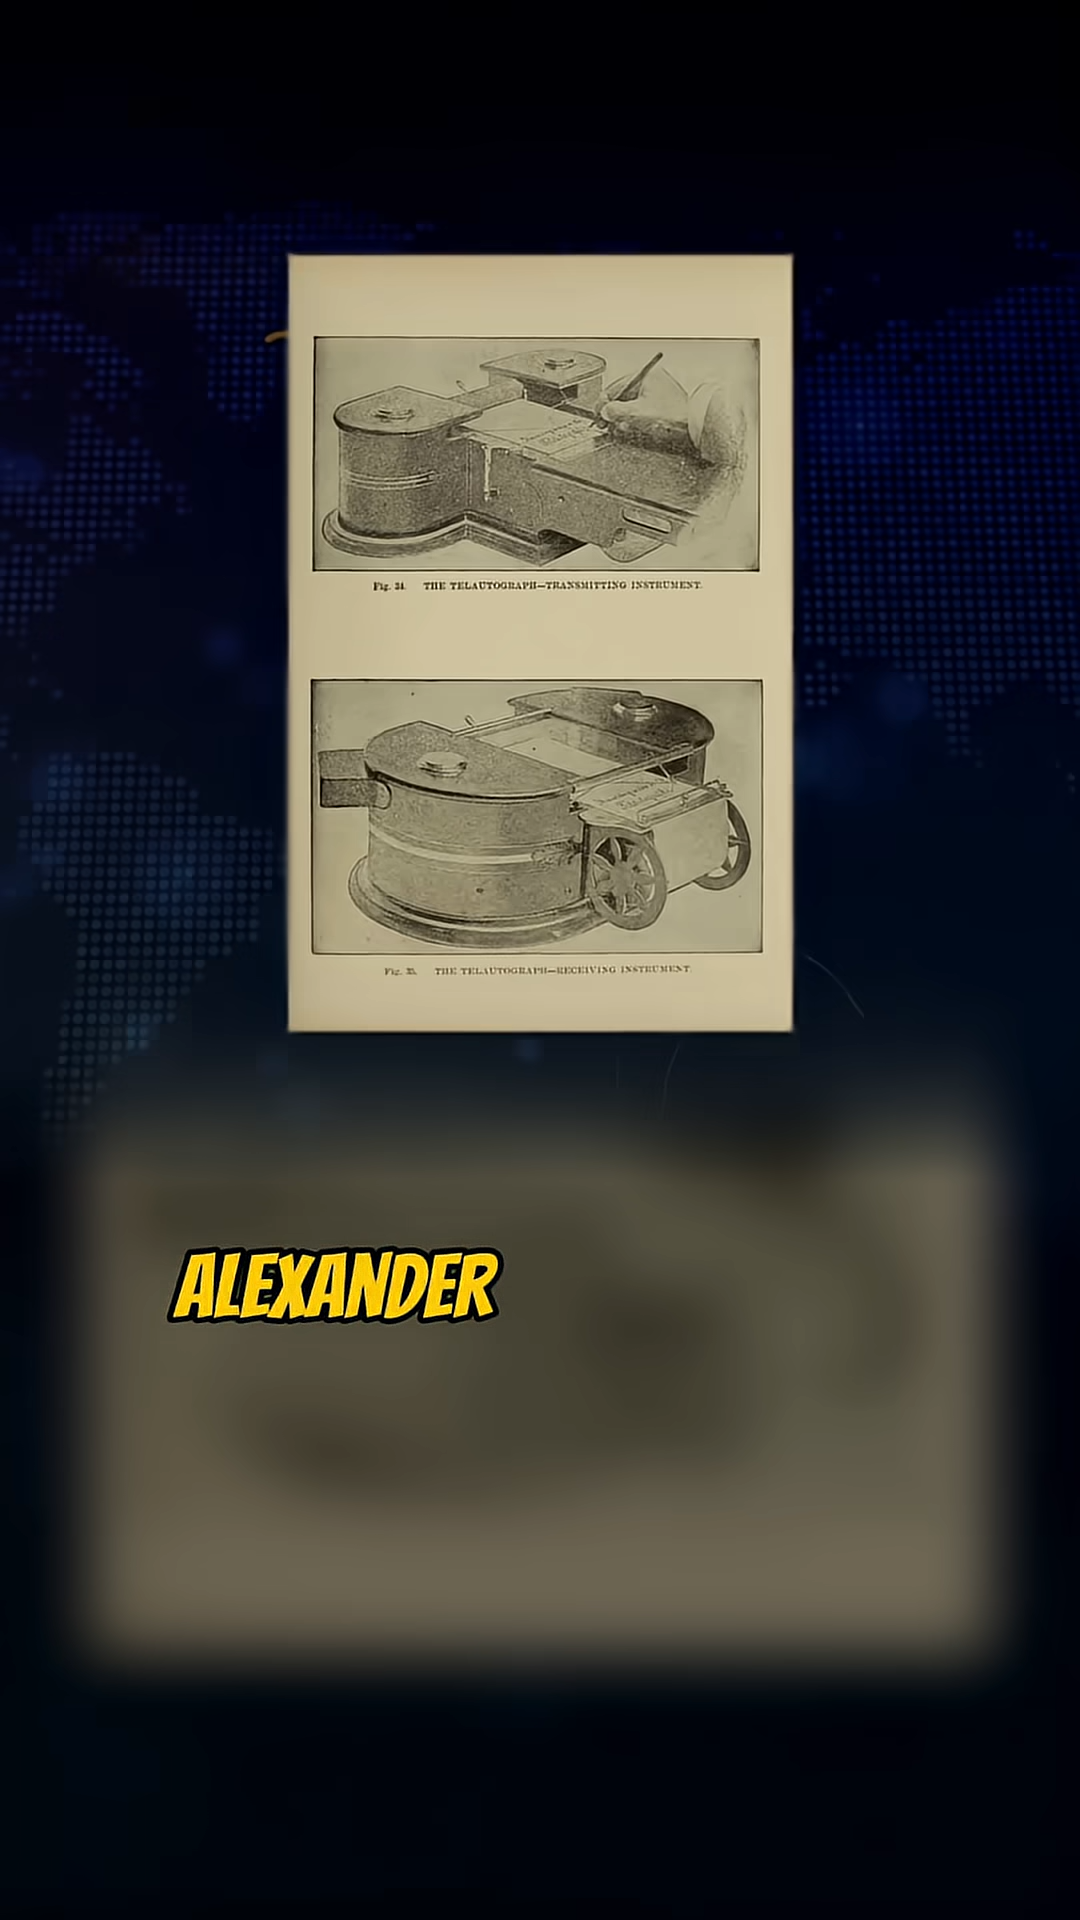 Fig. 34. THE TELAUTOGRAPH—TRANSMITTING INSTRUMENT.
Fig. 35. THE TELAUTOGRAPH—RECEIVING INSTRUMENT.
ALEXANDER